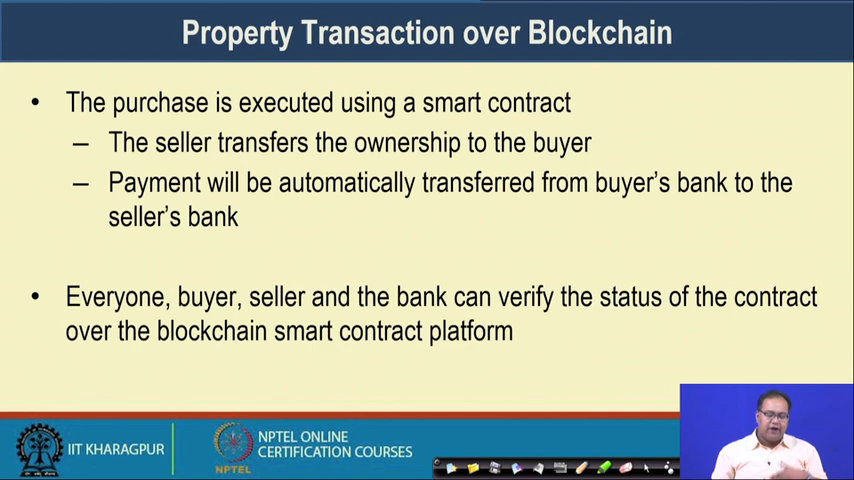 Property Transaction over Blockchain
• The purchase is executed using a smart contract
– The seller transfers the ownership to the buyer
– Payment will be automatically transferred from buyer's bank to the
seller's bank
• Everyone, buyer, seller and the bank can verify the status of the contract
over the blockchain smart contract platform
IIT KHARAGPUR
NPTEL
NPTEL ONLINE
CERTIFICATION COURSES